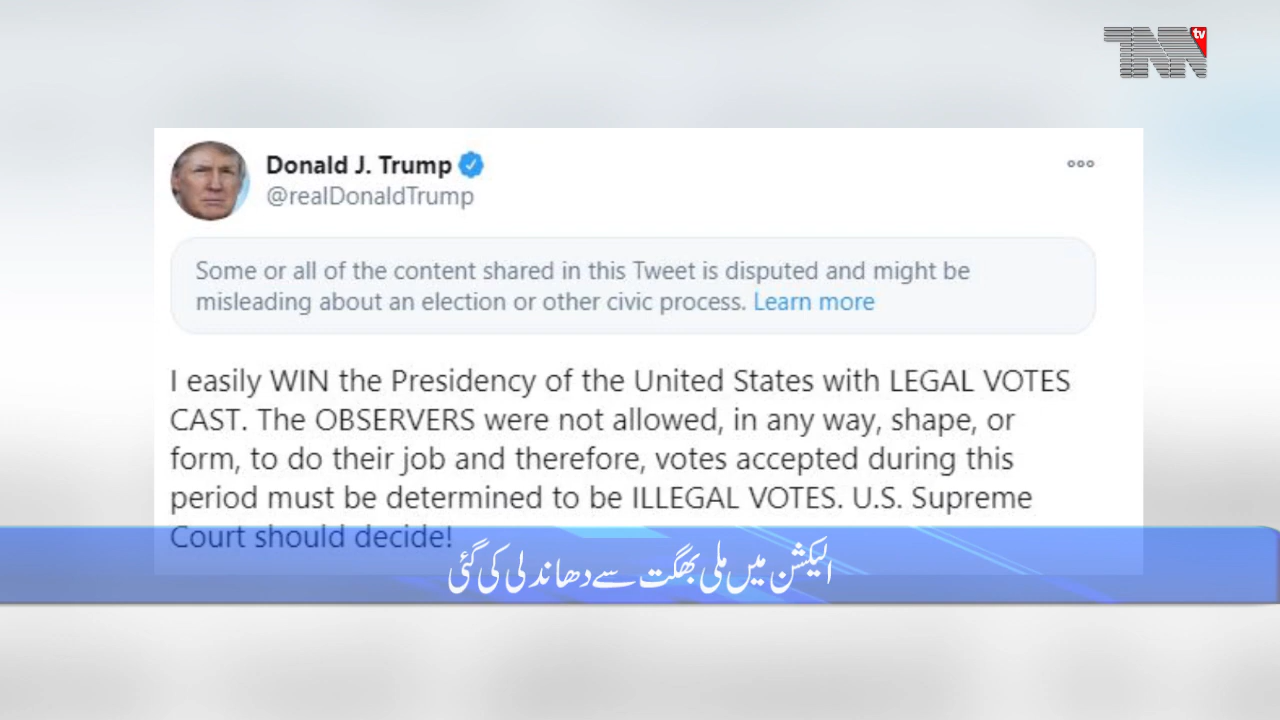 TNN tv
Donald J. Trump
@realDonaldTrump
Some or all of the content shared in this Tweet is disputed and might be
misleading about an election or other civic process. Learn more
I easily WIN the Presidency of the United States with LEGAL VOTES
CAST. The OBSERVERS were not allowed, in any way, shape, or
form, to do their job and therefore, votes accepted during this
period must be determined to be ILLEGAL VOTES. U.S. Supreme
Court should decide!
الیکشن میں ملی بھگت سے دھاندلی کی گئی